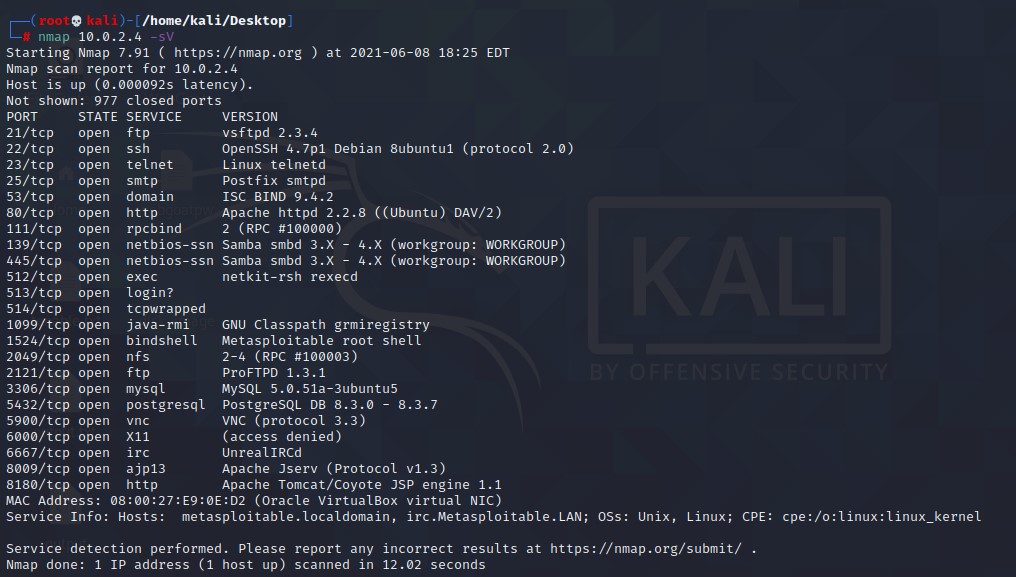 ┌──(root💀kali)-[/home/kali/Desktop]
└─# nmap 10.0.2.4 -sV
Starting Nmap 7.91 ( https://nmap.org ) at 2021-06-08 18:25 EDT
Nmap scan report for 10.0.2.4
Host is up (0.000092s latency).
Not shown: 977 closed ports
PORT     STATE SERVICE     VERSION
21/tcp   open  ftp         vsftpd 2.3.4
22/tcp   open  ssh         OpenSSH 4.7p1 Debian 8ubuntu1 (protocol 2.0)
23/tcp   open  telnet      Linux telnetd
25/tcp   open  smtp        Postfix smtpd
53/tcp   open  domain      ISC BIND 9.4.2
80/tcp   open  http        Apache httpd 2.2.8 ((Ubuntu) DAV/2)
111/tcp  open  rpcbind     2 (RPC #100000)
139/tcp  open  netbios-ssn Samba smbd 3.X - 4.X (workgroup: WORKGROUP)
445/tcp  open  netbios-ssn Samba smbd 3.X - 4.X (workgroup: WORKGROUP)
512/tcp  open  exec        netkit-rsh rexecd
513/tcp  open  login?
514/tcp  open  tcpwrapped
1099/tcp open  java-rmi    GNU Classpath grmiregistry
1524/tcp open  bindshell   Metasploitable root shell
2049/tcp open  nfs         2-4 (RPC #100003)
2121/tcp open  ftp         ProFTPD 1.3.1
3306/tcp open  mysql       MySQL 5.0.51a-3ubuntu5
5432/tcp open  postgresql  PostgreSQL DB 8.3.0 - 8.3.7
5900/tcp open  vnc         VNC (protocol 3.3)
6000/tcp open  X11         (access denied)
6667/tcp open  irc         UnrealIRCd
8009/tcp open  ajp13       Apache Jserv (Protocol v1.3)
8180/tcp open  http        Apache Tomcat/Coyote JSP engine 1.1
MAC Address: 08:00:27:E9:0E:D2 (Oracle VirtualBox virtual NIC)
Service Info: Hosts:  metasploitable.localdomain, irc.Metasploitable.LAN; OSs: Unix, Linux; CPE: cpe:/o:linux:linux_kernel

Service detection performed. Please report any incorrect results at https://nmap.org/submit/ .
Nmap done: 1 IP address (1 host up) scanned in 12.02 seconds
KALI
BY OFFENSIVE SECURITY